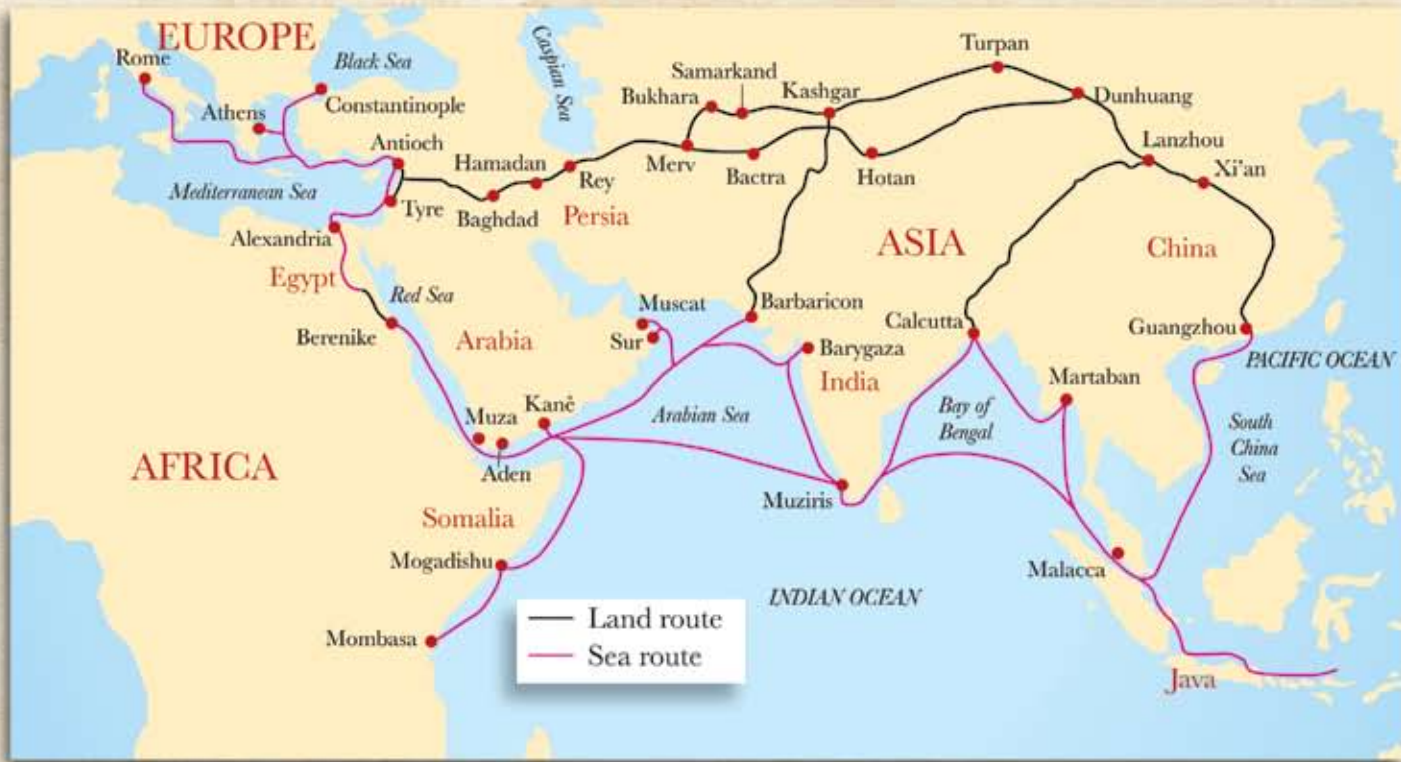 EUROPE
Rome
Black Sea
Constantinople
Athens
Caspian Sea
Samarkand
Bukhara
Kashgar
Turpan
Dunhuang
Antioch
Hamadan
Rey
Merv
Bactra
Hotan
Lanzhou
Xi'an
Mediterranean Sea
Tyre
Baghdad
Persia
Alexandria
ASIA
China
Egypt
Red Sea
Muscat
Barbaricon
Calcutta
Guangzhou
Berenike
Arabia
Sur
Barygaza
PACIFIC OCEAN
India
Martaban
Muza
Kanê
Arabian Sea
Bay of
Bengal
South
China
Sea
AFRICA
Aden
Muziris
Somalia
Mogadishu
Malacca
INDIAN OCEAN
Land route
Sea route
Mombasa
Java